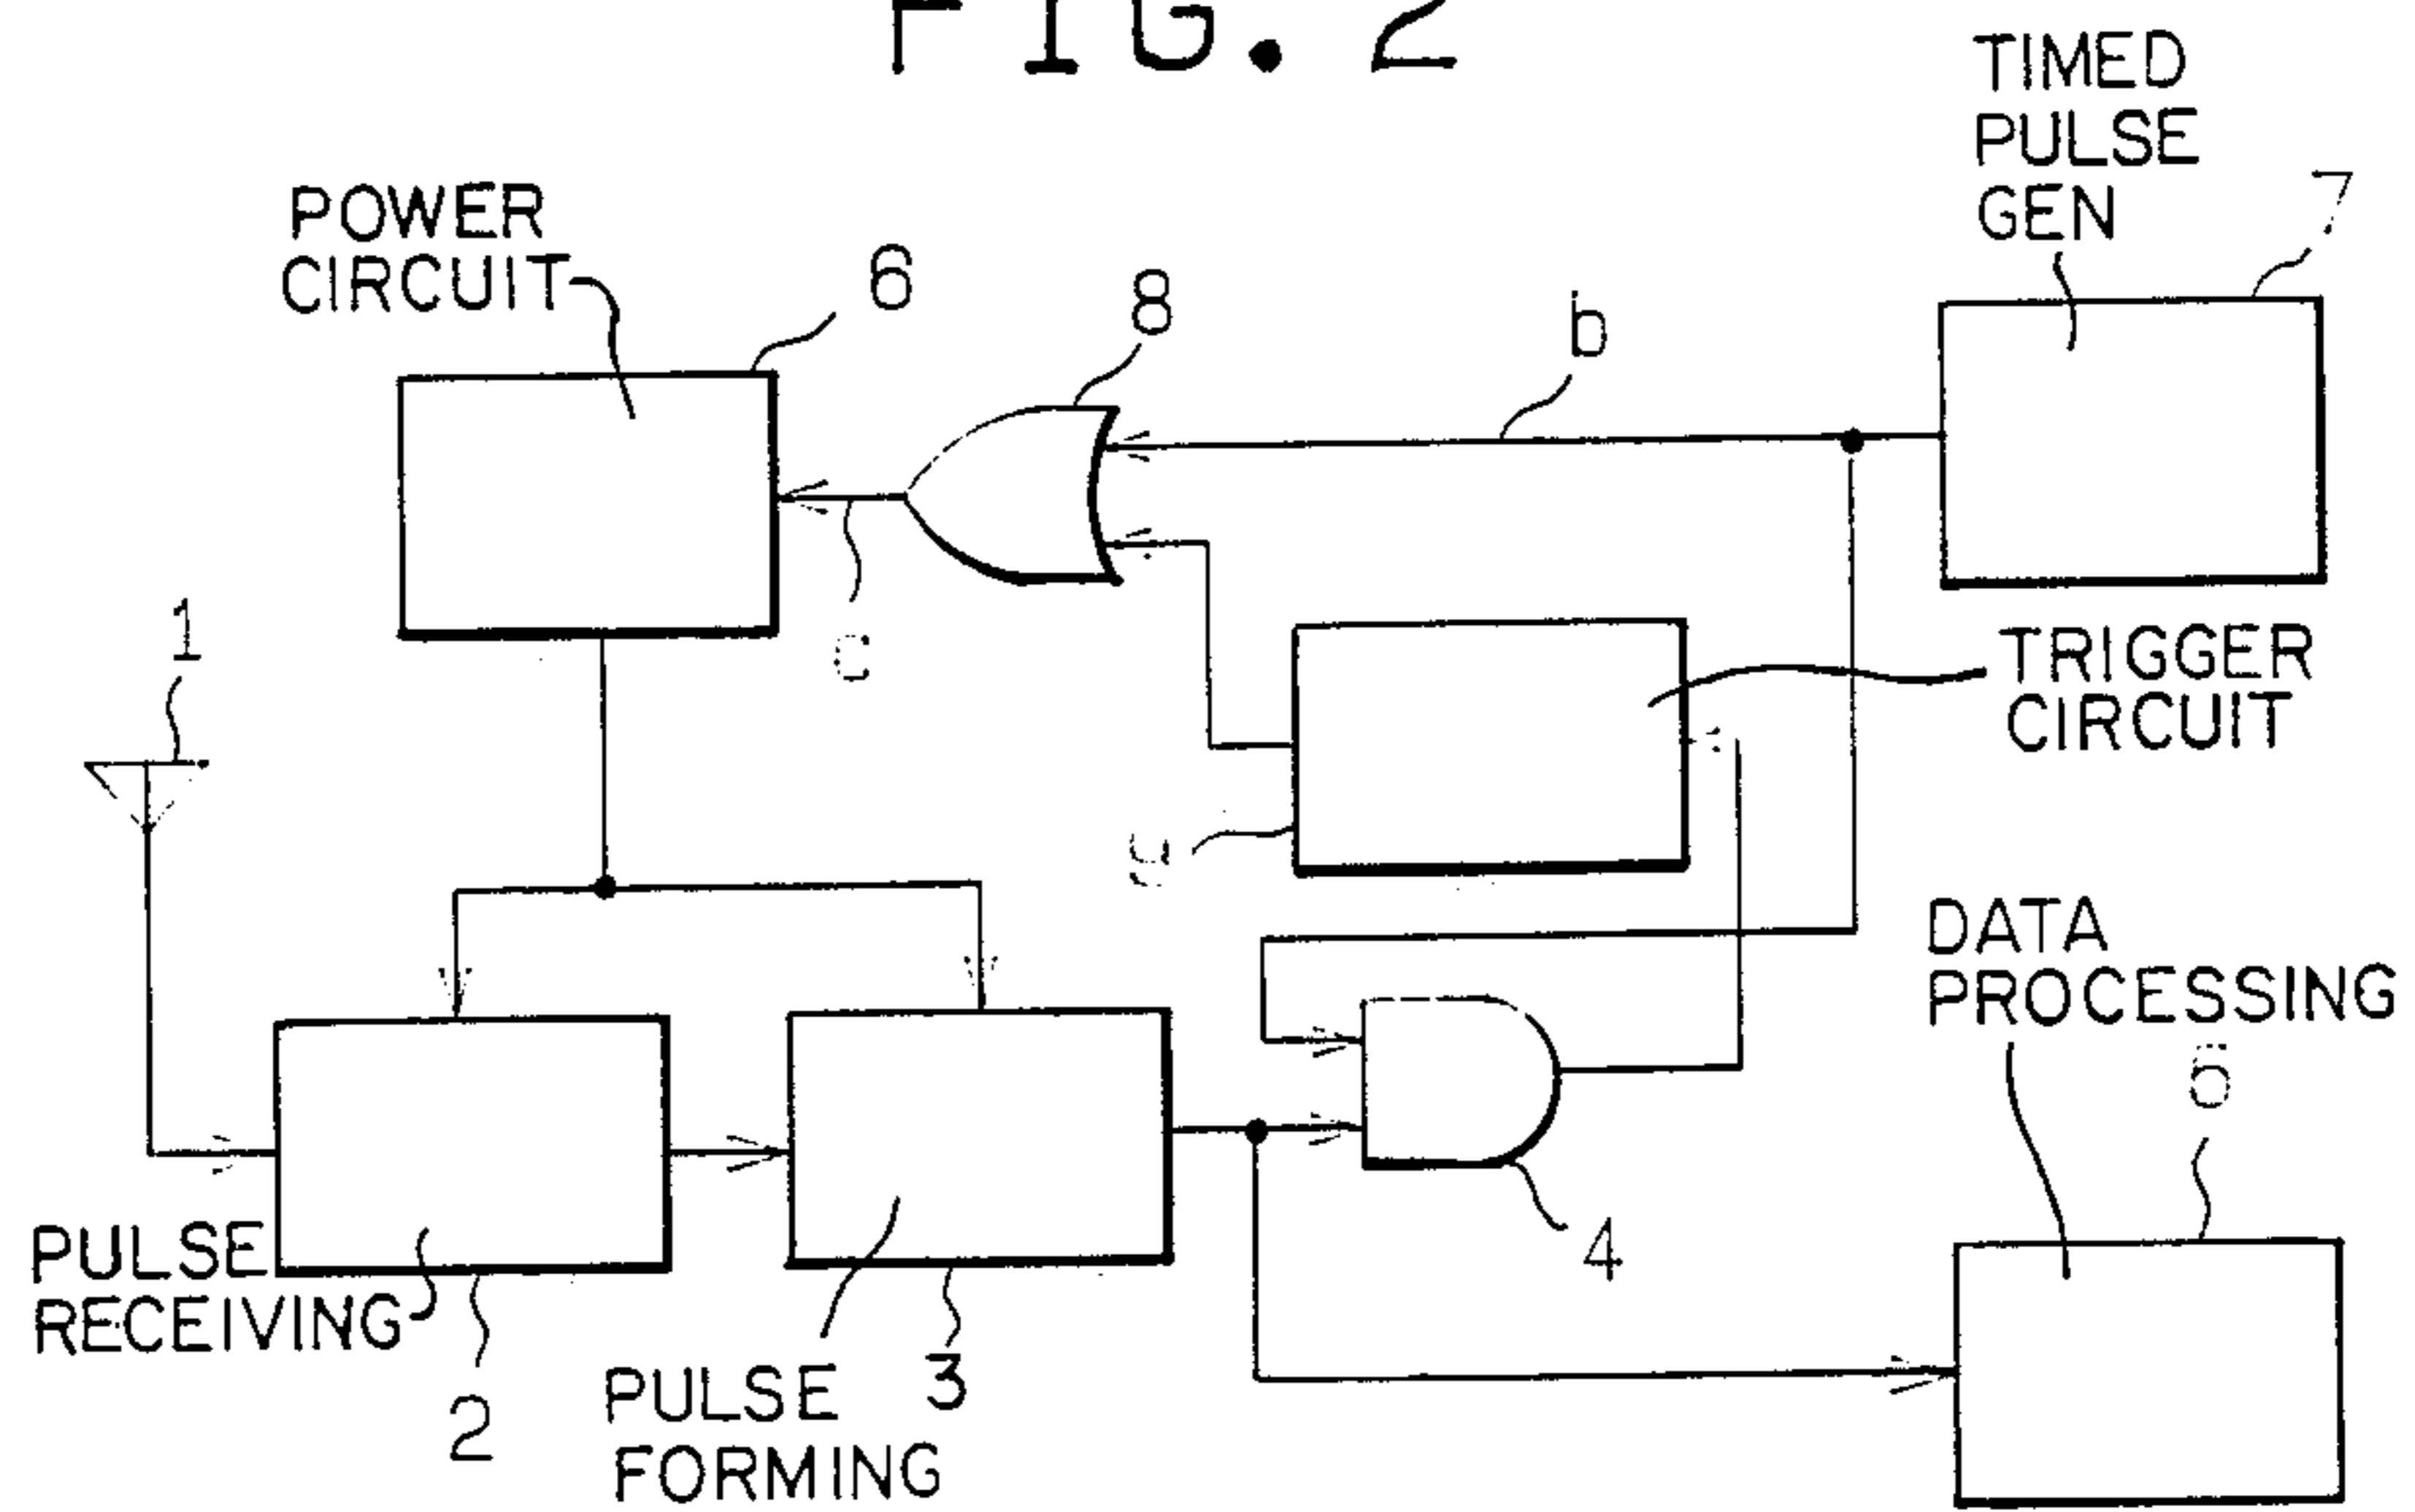 FIG. 2
TIMED
PULSE
GEN
7
POWER
CIRCUIT
6
8
b
c
1
TRIGGER
CIRCUIT
9
DATA
PROCESSING
4
PULSE
RECEIVING
2
PULSE
FORMING
3